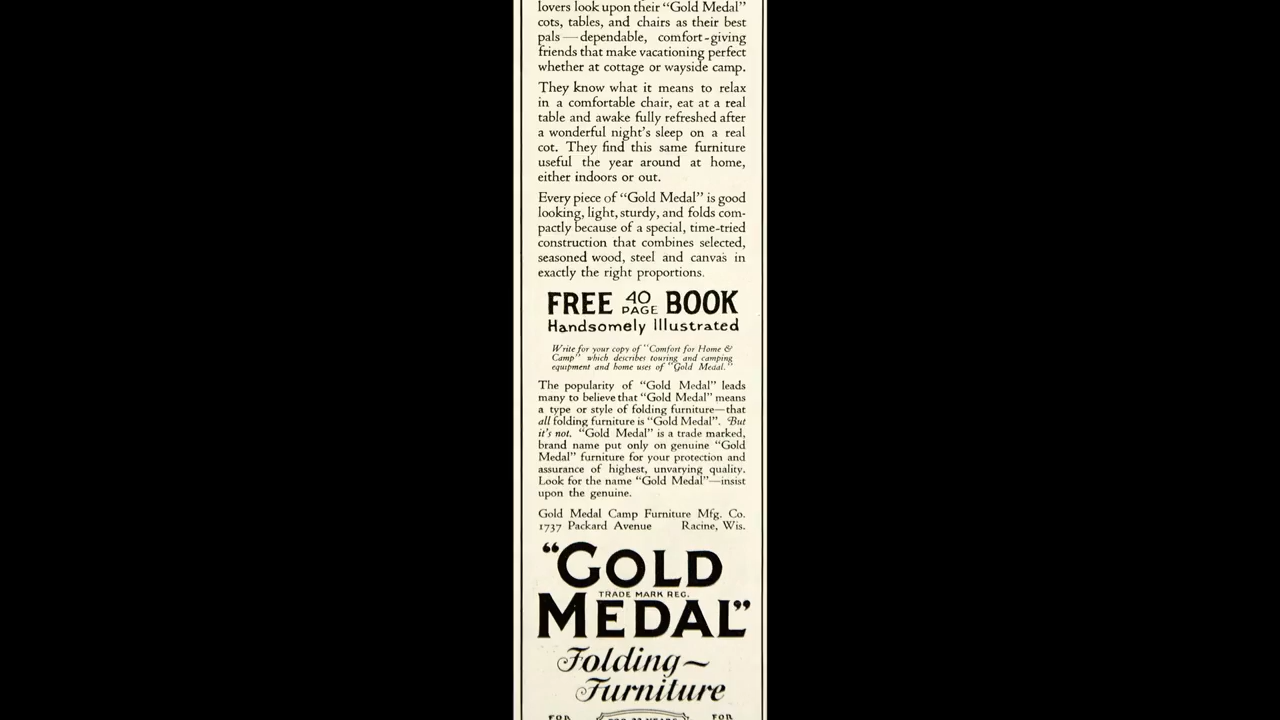 lovers look upon their “Gold Medal”
cots, tables, and chairs as their best
pals—dependable, comfort-giving
friends that make vacationing perfect
whether at cottage or wayside camp.
They know what it means to relax
in a comfortable chair, eat at a real
table and awake fully refreshed after
a wonderful night's sleep on a real
cot. They find this same furniture
useful the year around at home,
either indoors or out.
Every piece of “Gold Medal” is good
looking, light, sturdy, and folds com-
pactly because of a special, time-tried
construction that combines selected,
seasoned wood, steel and canvas in
exactly the right proportions.
FREE 40 PAGE BOOK
Handsomely Illustrated
Write for your copy of “Comfort for Home &
Camp” which describes touring and camping
equipment and home uses of “Gold Medal.”
The popularity of “Gold Medal” leads
many to believe that “Gold Medal” means
a type or style of folding furniture—that
all folding furniture is “Gold Medal”. But
it's not. “Gold Medal” is a trade marked,
brand name put only on genuine “Gold
Medal” furniture for your protection and
assurance of highest, unvarying quality.
Look for the name “Gold Medal”—insist
upon the genuine.
Gold Medal Camp Furniture Mfg. Co.
1737 Packard Avenue Racine, Wis.
“GOLD
TRADE MARK REG.
MEDAL”
Folding~
Furniture
FOR FOR 33 YEARS FOR